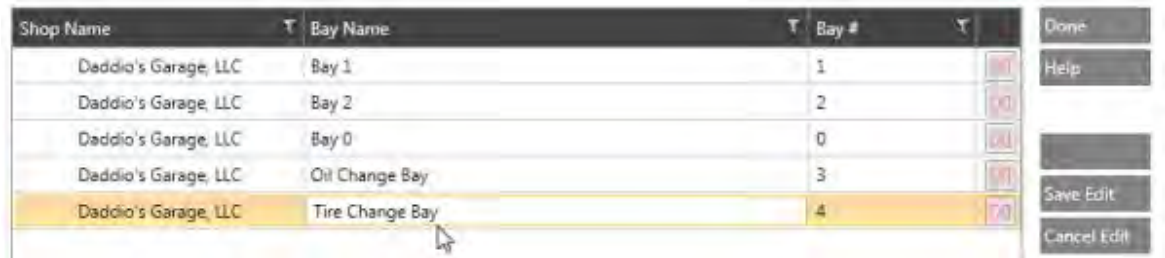 Shop Name Bay Name Bay # Done
Daddio's Garage, LLC Bay 1 1 [X] Help
Daddio's Garage, LLC Bay 2 2 [X]
Daddio's Garage, LLC Bay 0 0 [X]
Daddio's Garage, LLC Oil Change Bay 3 [X] Save Edit
Daddio's Garage, LLC Tire Change Bay 4 [X]
Cancel Edit